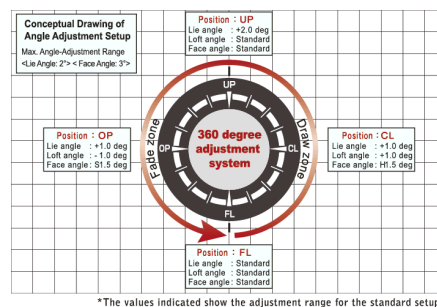 Conceptual Drawing of
Angle Adjustment Setup
Max. Angle-Adjustment Range
<Lie Angle: 2°> < Face Angle: 3°>
Position : UP
Lie angle : +2.0 deg
Loft angle : Standard
Face angle : Standard
Position : OP
Lie angle : +1.0 deg
Loft angle : - 1.0 deg
Face angle : S1.5 deg
Fade zone
UP
OP
360 degree
adjustment
system
CL
FL
Draw zone
Position : CL
Lie angle : +1.0 deg
Loft angle : +1.0 deg
Face angle : H1.5 deg
Position : FL
Lie angle : Standard
Loft angle : Standard
Face angle : Standard
*The values indicated show the adjustment range for the standard setup